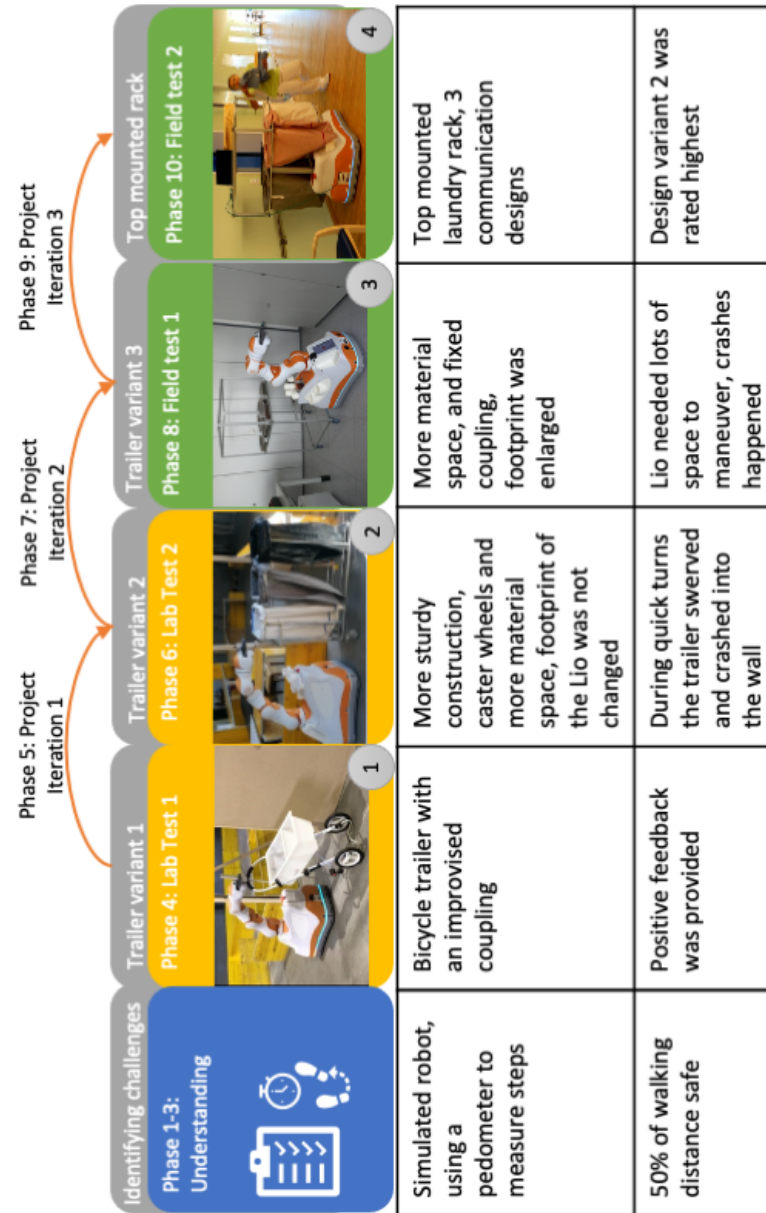 Phase 5: Project
Iteration 1
Phase 7: Project
Iteration 2
Phase 9: Project
Iteration 3
Identifying challenges
Trailer variant 1
Trailer variant 2
Trailer variant 3
Top mounted rack
Phase 1-3:
Understanding
Phase 4: Lab Test 1
Phase 6: Lab Test 2
Phase 8: Field test 1
Phase 10: Field test 2
1
2
3
4
Simulated robot,
using a
pedometer to
measure steps
Bicycle trailer with
an improvised
coupling
More sturdy
construction,
caster wheels and
more material
space, footprint of
the Lio was not
changed
More material
space, and fixed
coupling,
footprint was
enlarged
Top mounted
laundry rack, 3
communication
designs
50% of walking
distance safe
Positive feedback
was provided
During quick turns
the trailer swerved
and crashed into
the wall
Lio needed lots of
space to
maneuver, crashes
happened
Design variant 2 was
rated highest